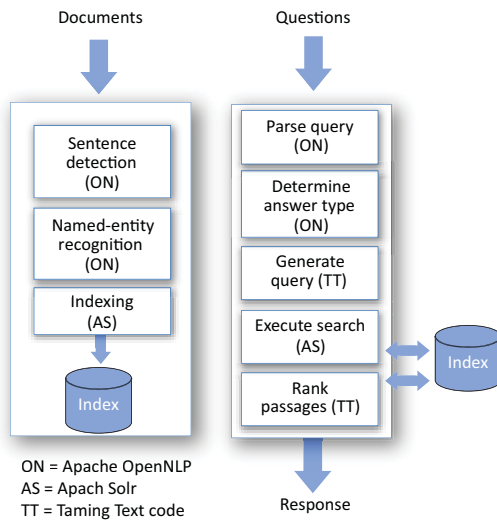 Documents
Sentence
detection
(ON)
Named-entity
recognition
(ON)
Indexing
(AS)
Index
ON = Apache OpenNLP
AS = Apach Solr
TT = Taming Text code
Questions
Parse query
(ON)
Determine
answer type
(ON)
Generate
query (TT)
Execute search
(AS)
Rank
passages (TT)
Index
Response